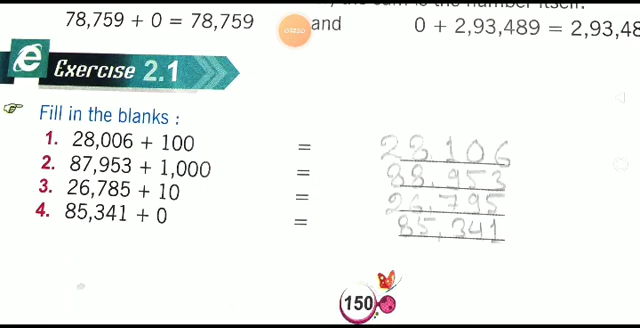 78,759 + 0 = 78,759 and 0 + 2,93,489 = 2,93,48
e Exercise 2.1
Fill in the blanks :
1. 28,006 + 100 = 28,106
2. 87,953 + 1,000 = 88,953
3. 26,785 + 10 = 26,795
4. 85,341 + 0 = 85,341
150